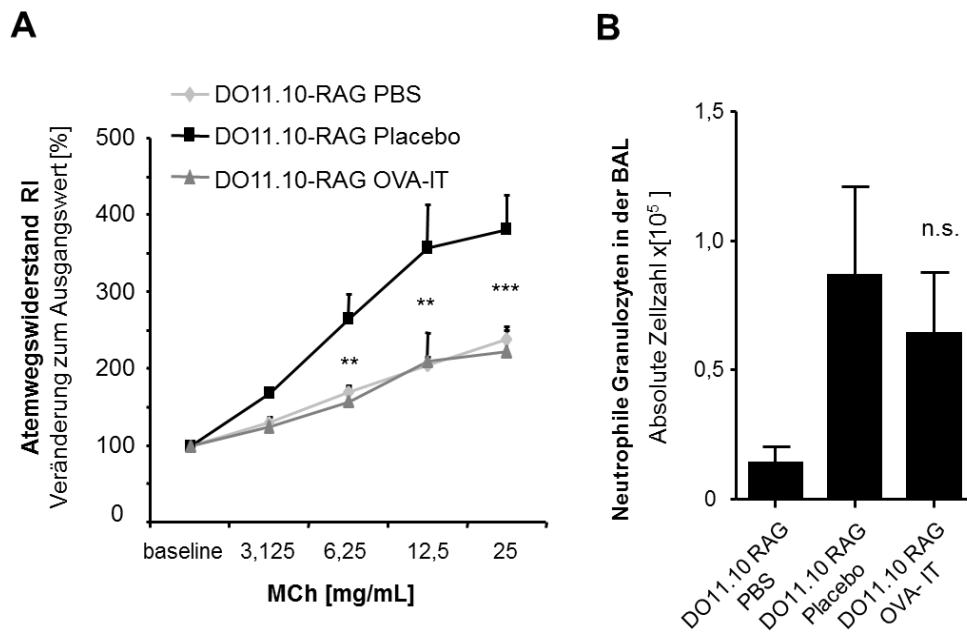 A
DO11.10-RAG PBS
DO11.10-RAG Placebo
DO11.10-RAG OVA-IT
Atemwegswiderstand RI
Veränderung zum Ausgangswert [%]
500
400
300
200
100
0
**
**
***
baseline 3,125 6,25 12,5 25
MCh [mg/mL]
B
Neutrophile Granulozyten in der BAL
Absolute Zellzahl x[10⁵]
1,5
1,0
0,5
0
n.s.
DO11.10 RAG
PBS
DO11.10 RAG
Placebo
DO11.10 RAG
OVA- IT